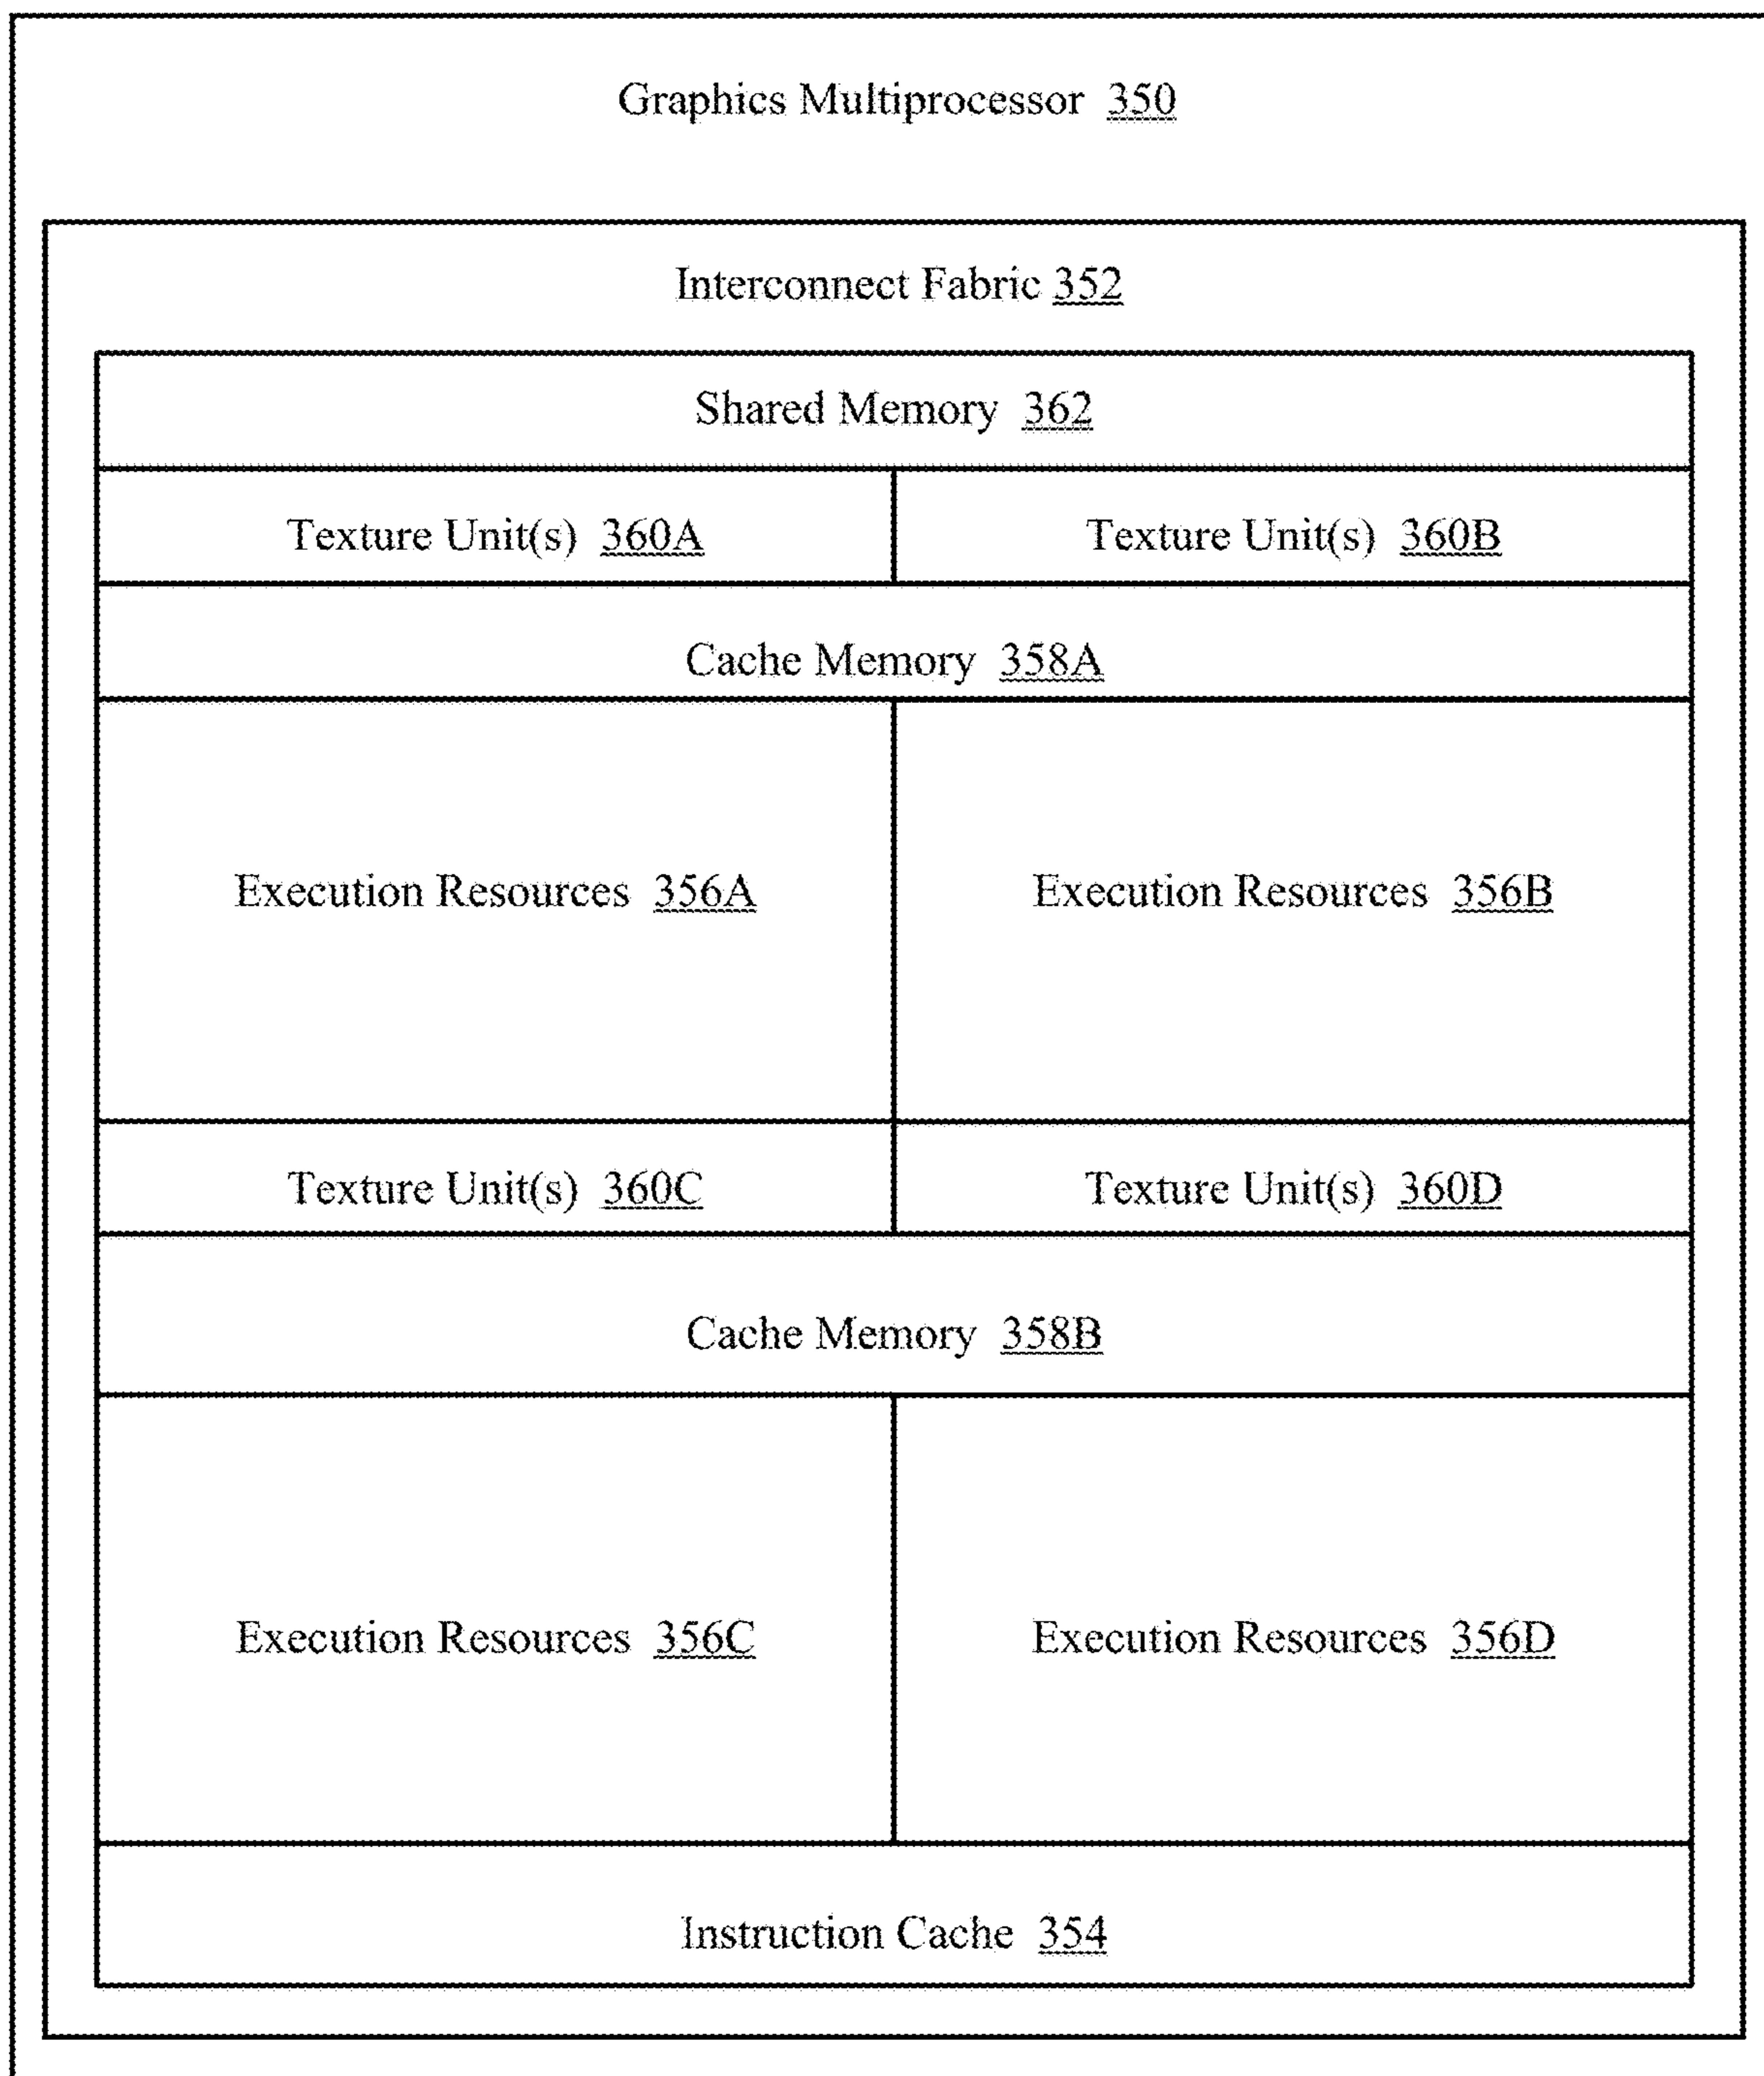 Graphics Multiprocessor 350
Interconnect Fabric 352
Shared Memory 362
Texture Unit(s) 360A
Texture Unit(s) 360B
Cache Memory 358A
Execution Resources 356A
Execution Resources 356B
Texture Unit(s) 360C
Texture Unit(s) 360D
Cache Memory 358B
Execution Resources 356C
Execution Resources 356D
Instruction Cache 354